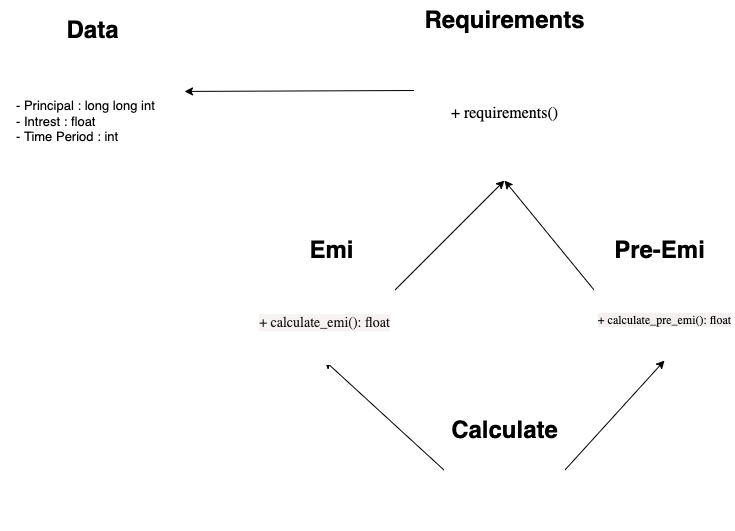 Data
Requirements
- Principal : long long int
- Intrest : float
- Time Period : int
+ requirements()
Emi
Pre-Emi
+ calculate_emi(): float
+ calculate_pre_emi(): float
Calculate